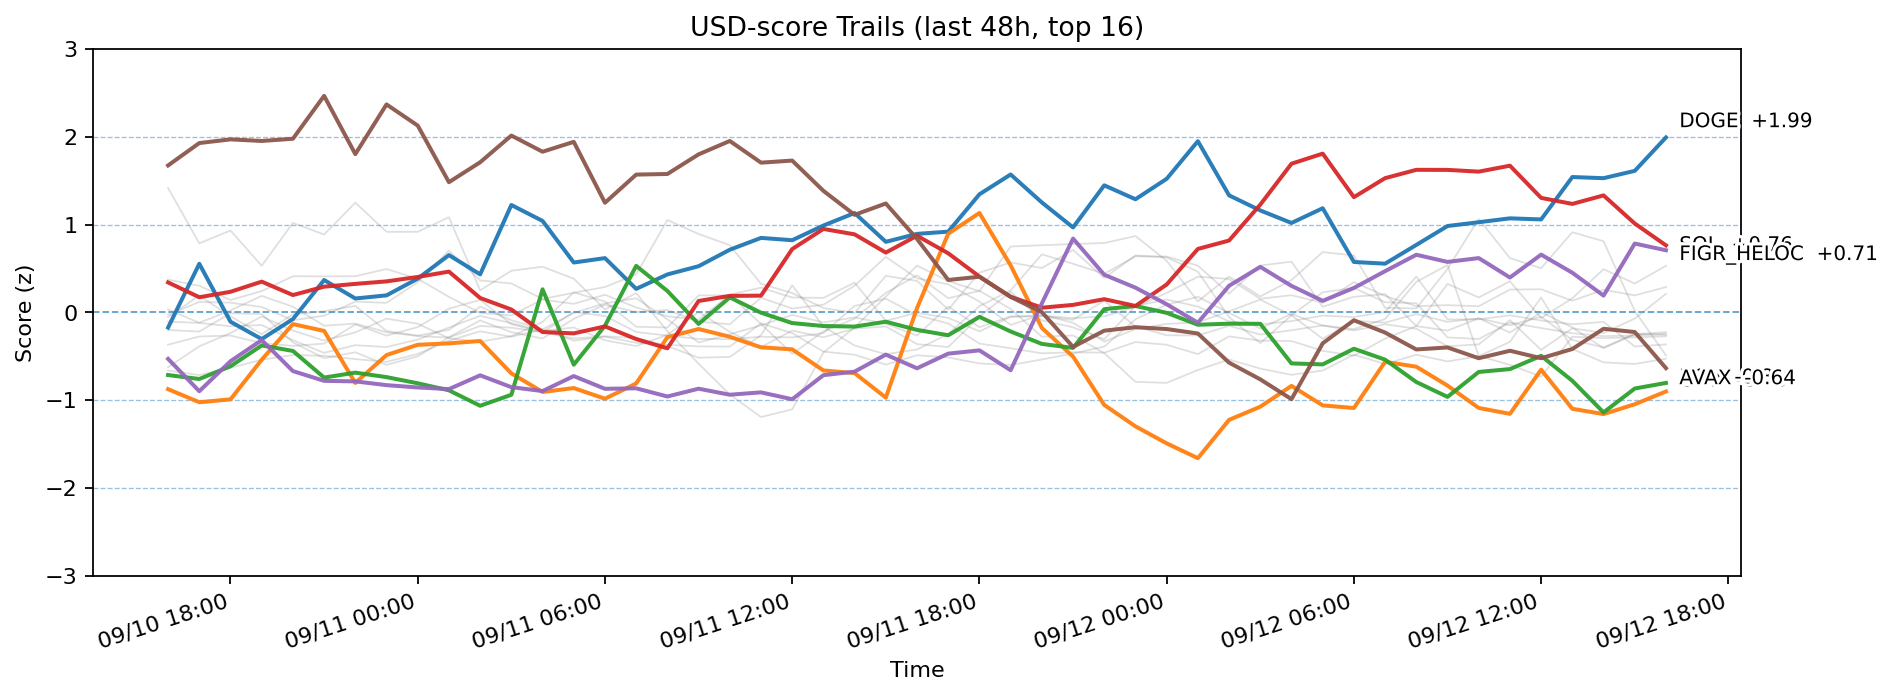 USD-score Trails (last 48h, top 16)
Score (z)
3
2
1
0
−1
−2
−3
DOGE +1.99
FIGR_HELOC +0.71
AVAX -0.64
09/10 18:00
09/11 00:00
09/11 06:00
09/11 12:00
09/11 18:00
09/12 00:00
09/12 06:00
09/12 12:00
09/12 18:00
Time